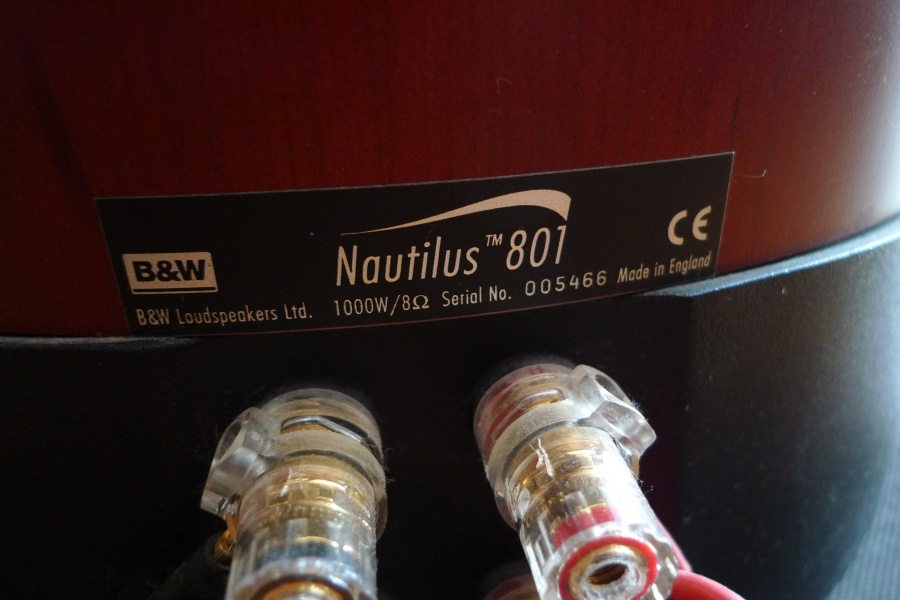 Nautilus™ 801
CE
B&W
B&W Loudspeakers Ltd. 1000W/8Ω Serial No. 005466 Made in England